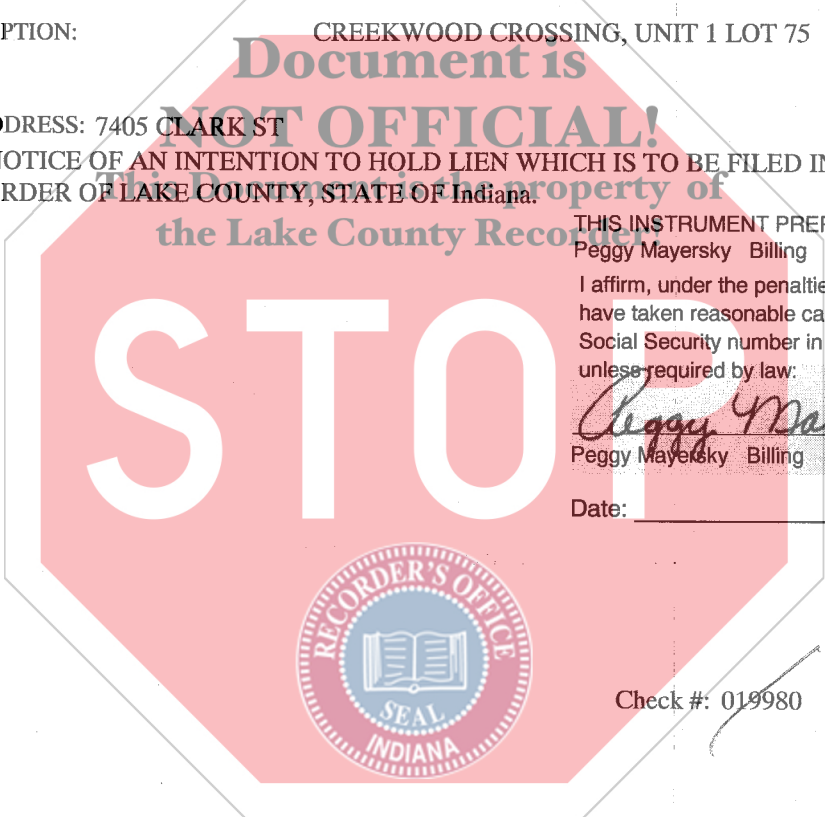 PTION: CREEKWOOD CROSSING, UNIT 1 LOT 75
Document is
DDRESS: 7405 CLARK ST
NOT OFFICIAL!
NOTICE OF AN INTENTION TO HOLD LIEN WHICH IS TO BE FILED IN
This Document is the property of
RDER OF LAKE COUNTY, STATE OF Indiana.
the Lake County Recorder!
THIS INSTRUMENT PREP
Peggy Mayersky Billing
I affirm, under the penaltie
have taken reasonable ca
Social Security number in
unless required by law:
Peggy Ma
Peggy Mayersky Billing
Date:
STOP
RECORDER'S OFFICE
SEAL
INDIANA
Check #: 019980